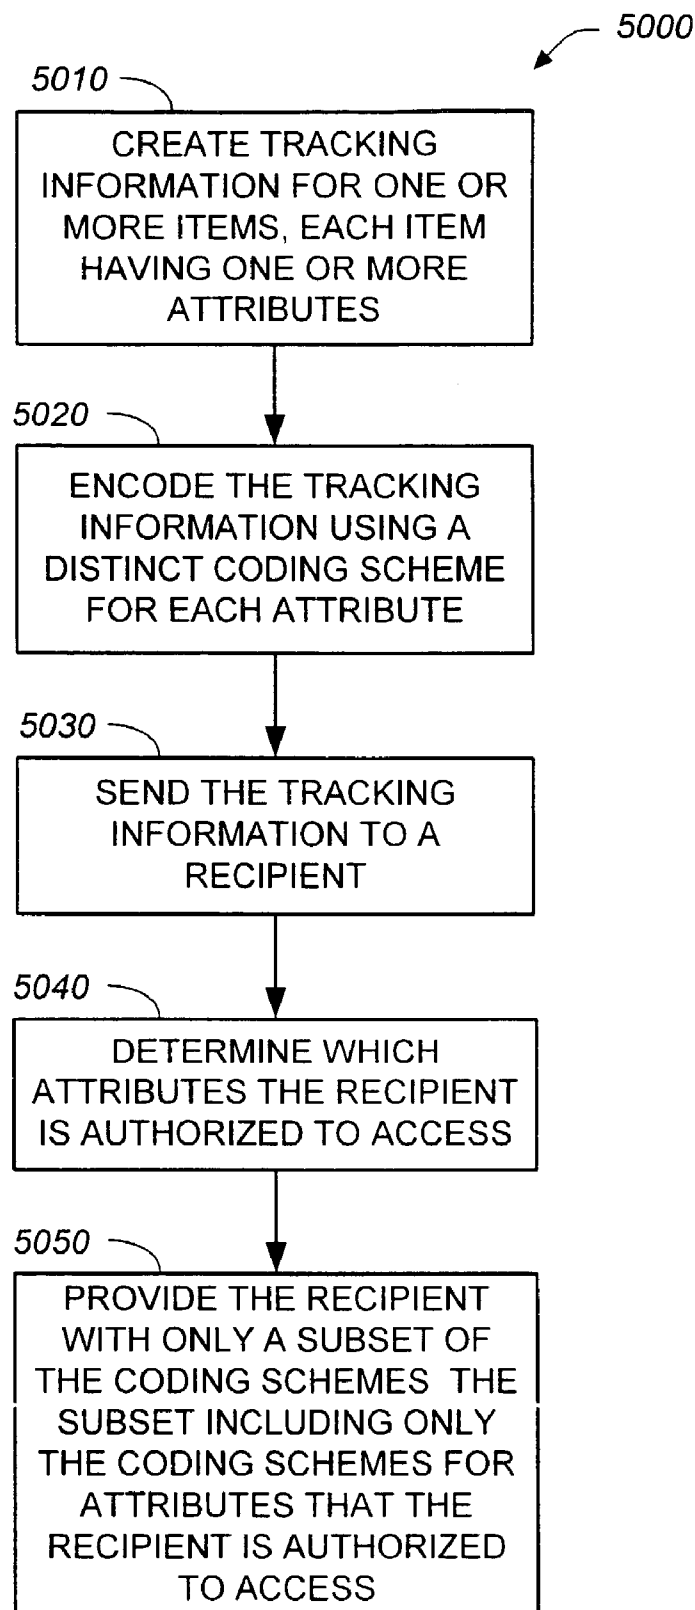 5000
5010
CREATE TRACKING
INFORMATION FOR ONE OR
MORE ITEMS, EACH ITEM
HAVING ONE OR MORE
ATTRIBUTES
5020
ENCODE THE TRACKING
INFORMATION USING A
DISTINCT CODING SCHEME
FOR EACH ATTRIBUTE
5030
SEND THE TRACKING
INFORMATION TO A
RECIPIENT
5040
DETERMINE WHICH
ATTRIBUTES THE RECIPIENT
IS AUTHORIZED TO ACCESS
5050
PROVIDE THE RECIPIENT
WITH ONLY A SUBSET OF
THE CODING SCHEMES THE
SUBSET INCLUDING ONLY
THE CODING SCHEMES FOR
ATTRIBUTES THAT THE
RECIPIENT IS AUTHORIZED
TO ACCESS